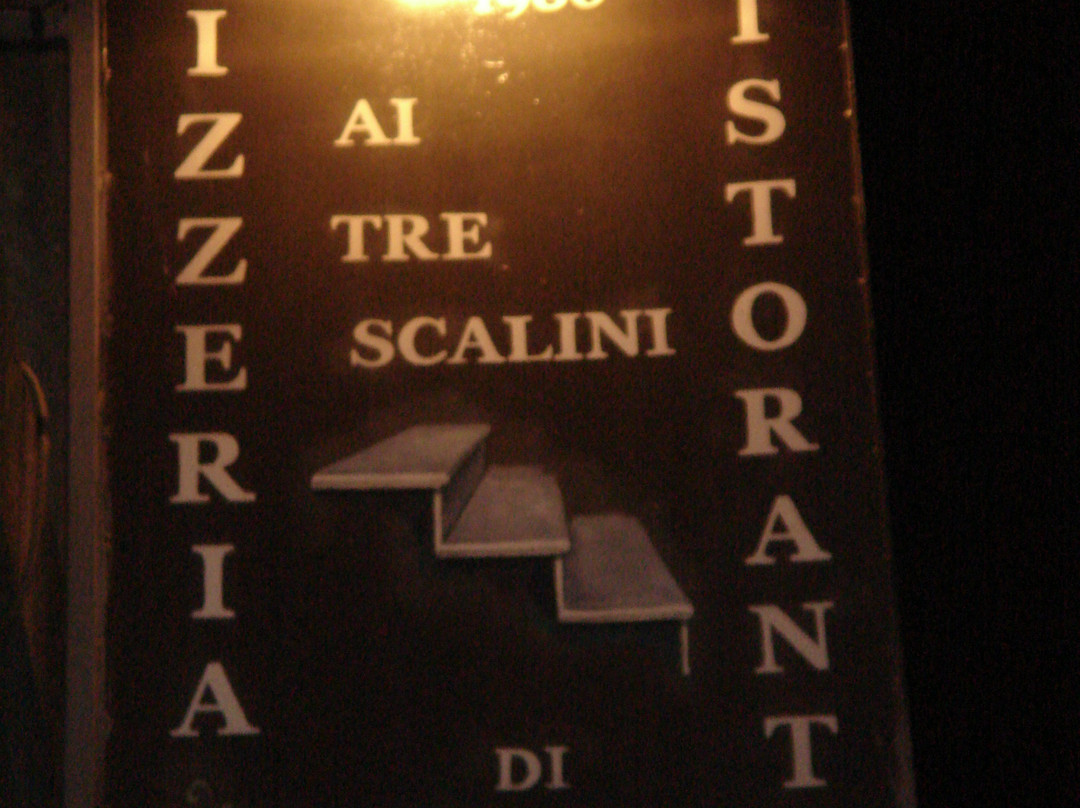 IZZERIA
AI
TRE
SCALINI
DI
ISTORANT